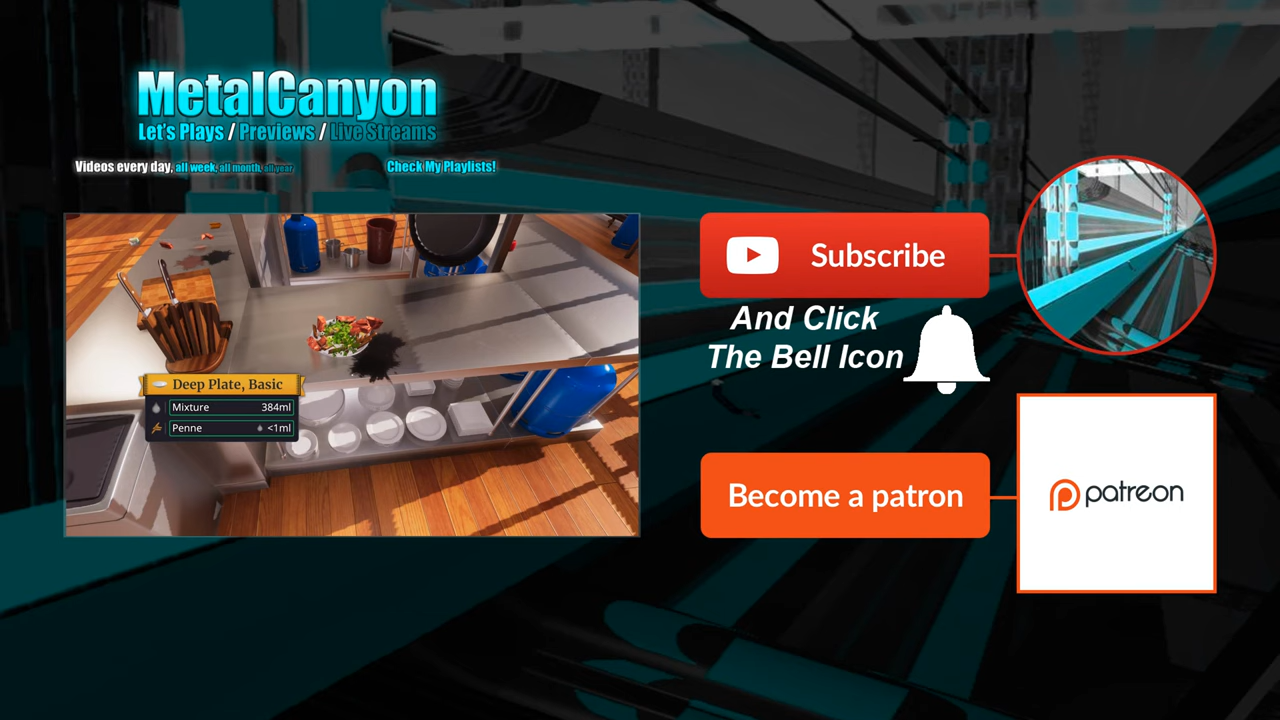 MetalCanyon
Let's Plays / Previews / Live Streams
Videos every day, all week, all month, all year
Check My Playlists!
Deep Plate, Basic
Mixture 384ml
Penne <1ml
Subscribe
And Click
The Bell Icon
Become a patron
patreon